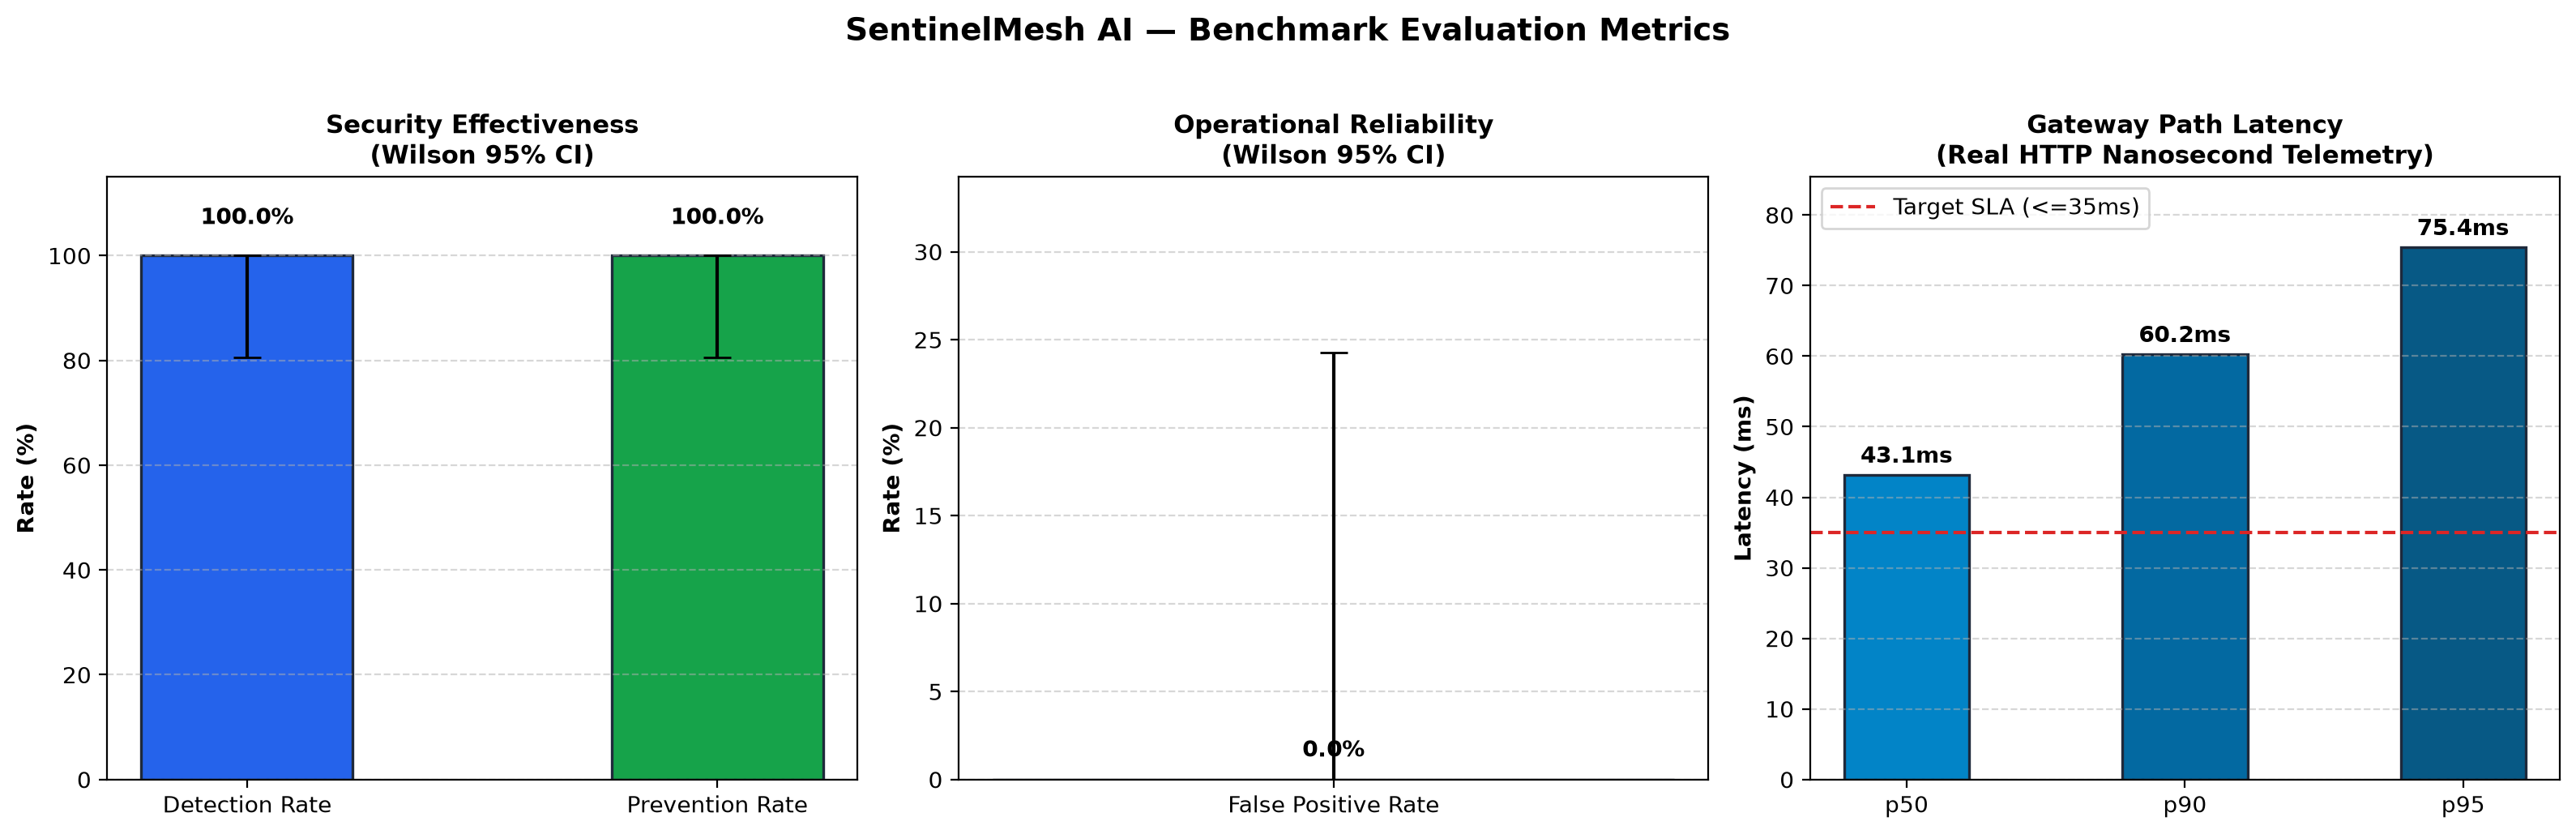 SentinelMesh AI — Benchmark Evaluation Metrics
Security Effectiveness
(Wilson 95% CI)
100.0%
100.0%
100
80
60
40
20
0
Rate (%)
Detection Rate
Prevention Rate
Operational Reliability
(Wilson 95% CI)
30
25
20
15
10
5
0
Rate (%)
0.0%
False Positive Rate
Gateway Path Latency
(Real HTTP Nanosecond Telemetry)
Target SLA (<=35ms)
80
70
60
50
40
30
20
10
0
Latency (ms)
43.1ms
60.2ms
75.4ms
p50
p90
p95